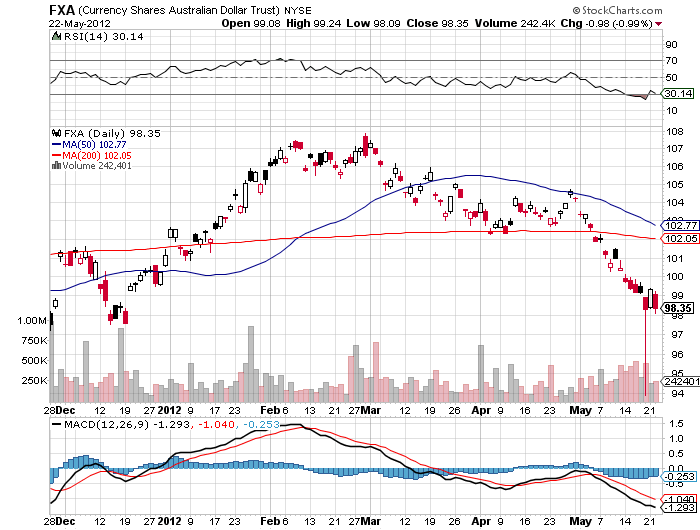 FXA (Currency Shares Australian Dollar Trust) NYSE © StockCharts.com
22-May-2012 Open 99.08 High 99.24 Low 98.09 Close 98.35 Volume 242.4K Chg -0.98 (-0.99%)
RSI(14) 30.14
90
70
50
30.14
10
FXA (Daily) 98.35
MA(50) 102.77
MA(200) 102.05
Volume 242,401
108
107
106
105
104
103
102.77
102.05
101
100
99
98.35
98
97
96
95
94
1.00M
750K
500K
250K
242401
28 Dec 12 19 27 2012 9 17 23 Feb 6 13 21 27 Mar 12 19 26 Apr 9 16 23 May 7 14 21
MACD(12,26,9) -1.293, -1.040, -0.253
1.5
1.0
0.5
0.0
-0.253
-0.5
-1.040
-1.293
28 Dec 12 19 27 2012 9 17 23 Feb 6 13 21 27 Mar 12 19 26 Apr 9 16 23 May 7 14 21